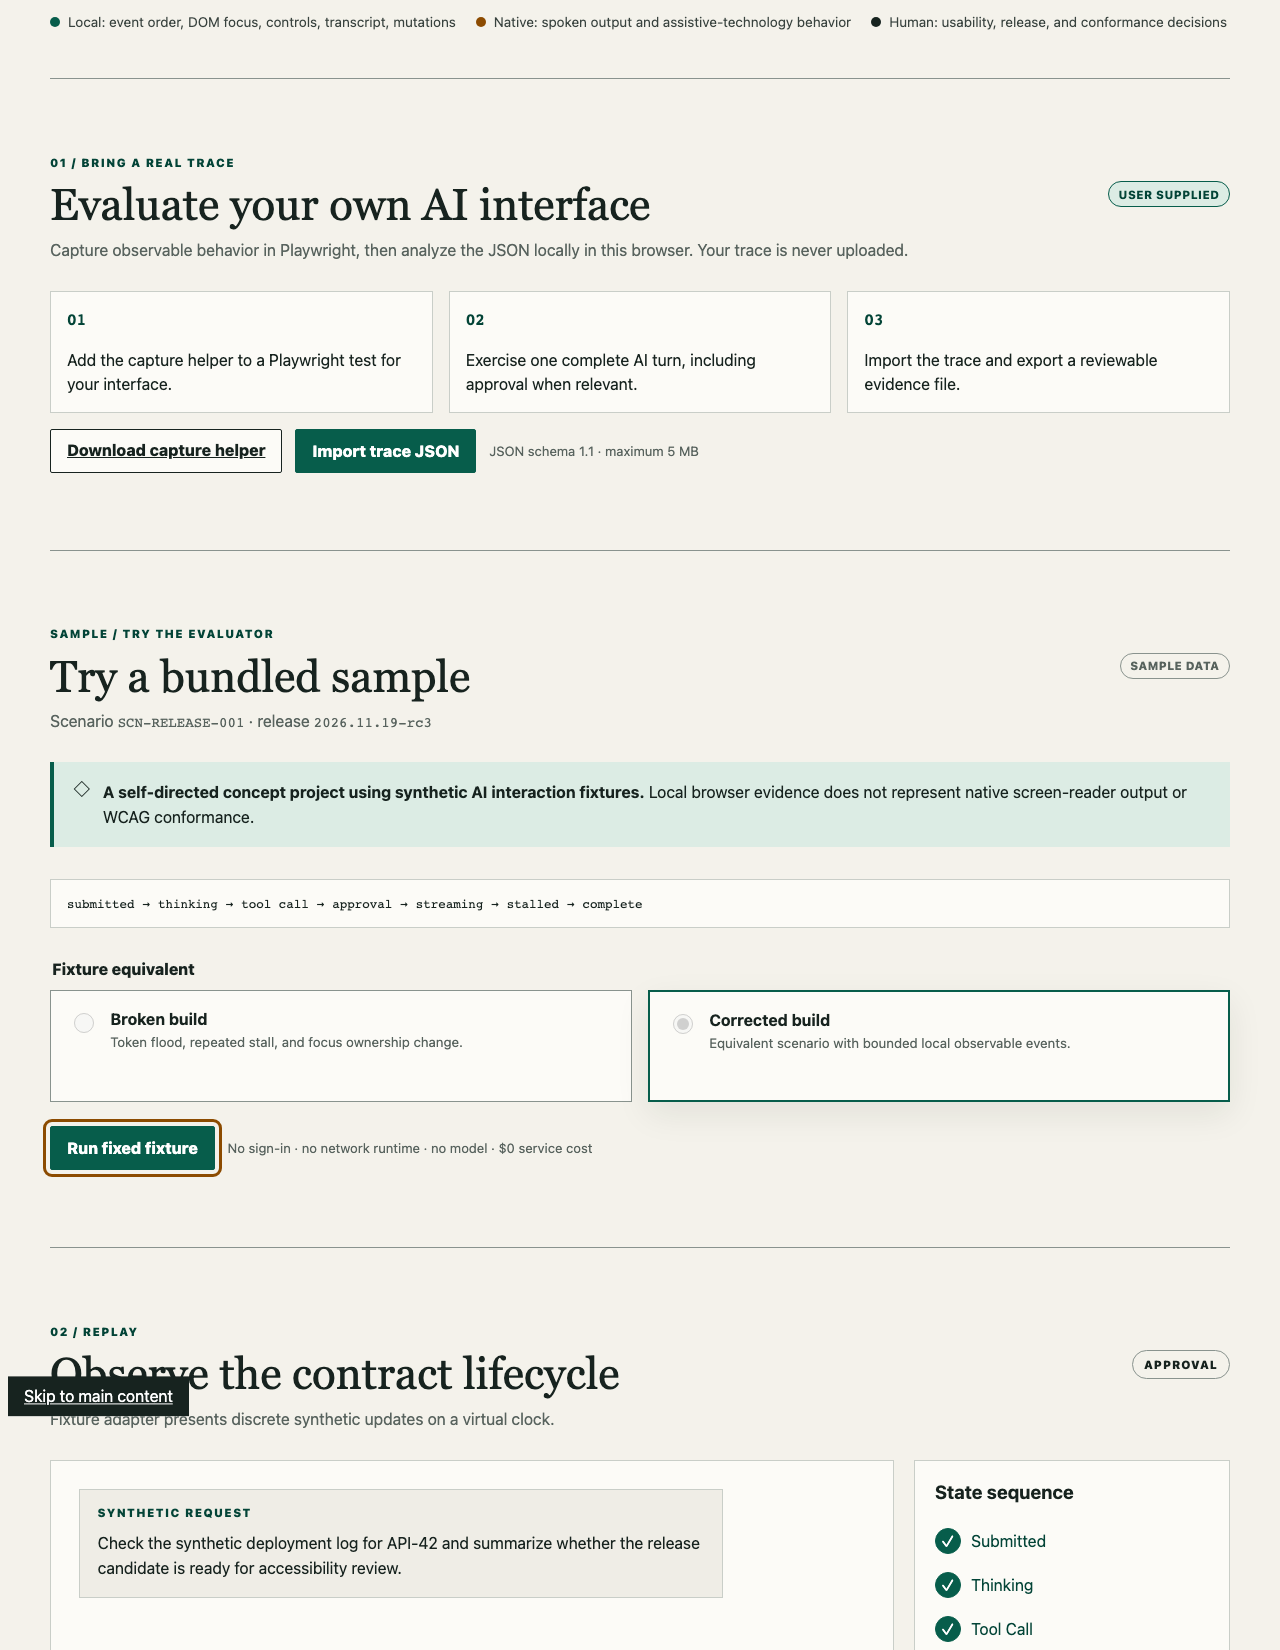 Local: event order, DOM focus, controls, transcript, mutations
Native: spoken output and assistive-technology behavior
Human: usability, release, and conformance decisions
01 / BRING A REAL TRACE
Evaluate your own AI interface
USER SUPPLIED
Capture observable behavior in Playwright, then analyze the JSON locally in this browser. Your trace is never uploaded.
01
Add the capture helper to a Playwright test for
your interface.
02
Exercise one complete AI turn, including
approval when relevant.
03
Import the trace and export a reviewable
evidence file.
Download capture helper
Import trace JSON
JSON schema 1.1 · maximum 5 MB
SAMPLE / TRY THE EVALUATOR
Try a bundled sample
SAMPLE DATA
Scenario SCN-RELEASE-001 · release 2026.11.19-rc3
A self-directed concept project using synthetic AI interaction fixtures. Local browser evidence does not represent native screen-reader output or
WCAG conformance.
submitted → thinking → tool call → approval → streaming → stalled → complete
Fixture equivalent
Broken build
Token flood, repeated stall, and focus ownership change.
Corrected build
Equivalent scenario with bounded local observable events.
Run fixed fixture
No sign-in · no network runtime · no model · $0 service cost
02 / REPLAY
Observe the contract lifecycle
APPROVAL
Skip to main content
Fixture adapter presents discrete synthetic updates on a virtual clock.
SYNTHETIC REQUEST
Check the synthetic deployment log for API-42 and summarize whether the release
candidate is ready for accessibility review.
State sequence
Submitted
Thinking
Tool Call